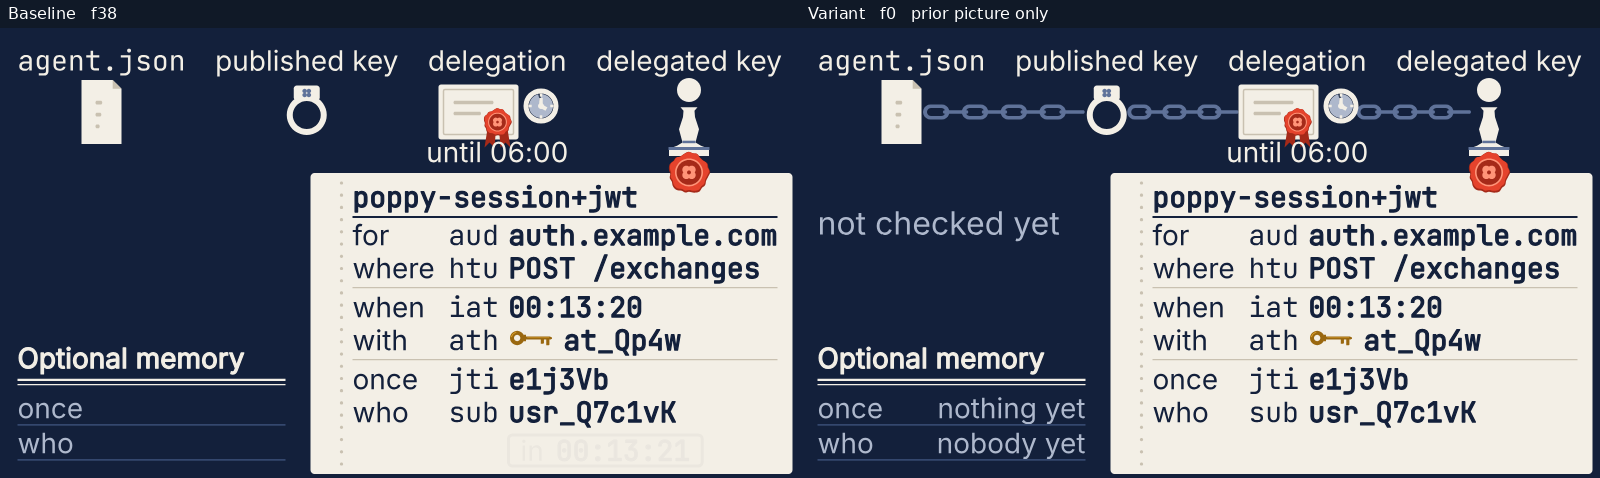 Baseline f38
agent.json published key delegation delegated key
until 06:00
poppy-session+jwt
for aud auth.example.com
where htu POST /exchanges
when iat 00:13:20
with ath at_Qp4w
once jti e1j3Vb
who sub usr_Q7c1vK
in 00:13:21
Optional memory
once
who
Variant f0 prior picture only
agent.json published key delegation delegated key
until 06:00
not checked yet
poppy-session+jwt
for aud auth.example.com
where htu POST /exchanges
when iat 00:13:20
with ath at_Qp4w
once jti e1j3Vb
who sub usr_Q7c1vK
Optional memory
once nothing yet
who nobody yet